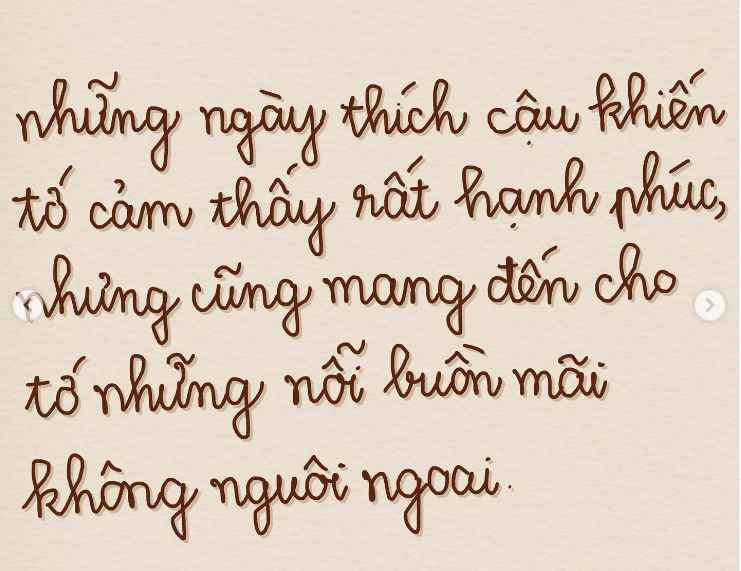 những ngày thích cậu khiến
tớ cảm thấy rất hạnh phúc,
nhưng cũng mang đến cho
tớ những nỗi buồn mãi
không nguôi ngoai.